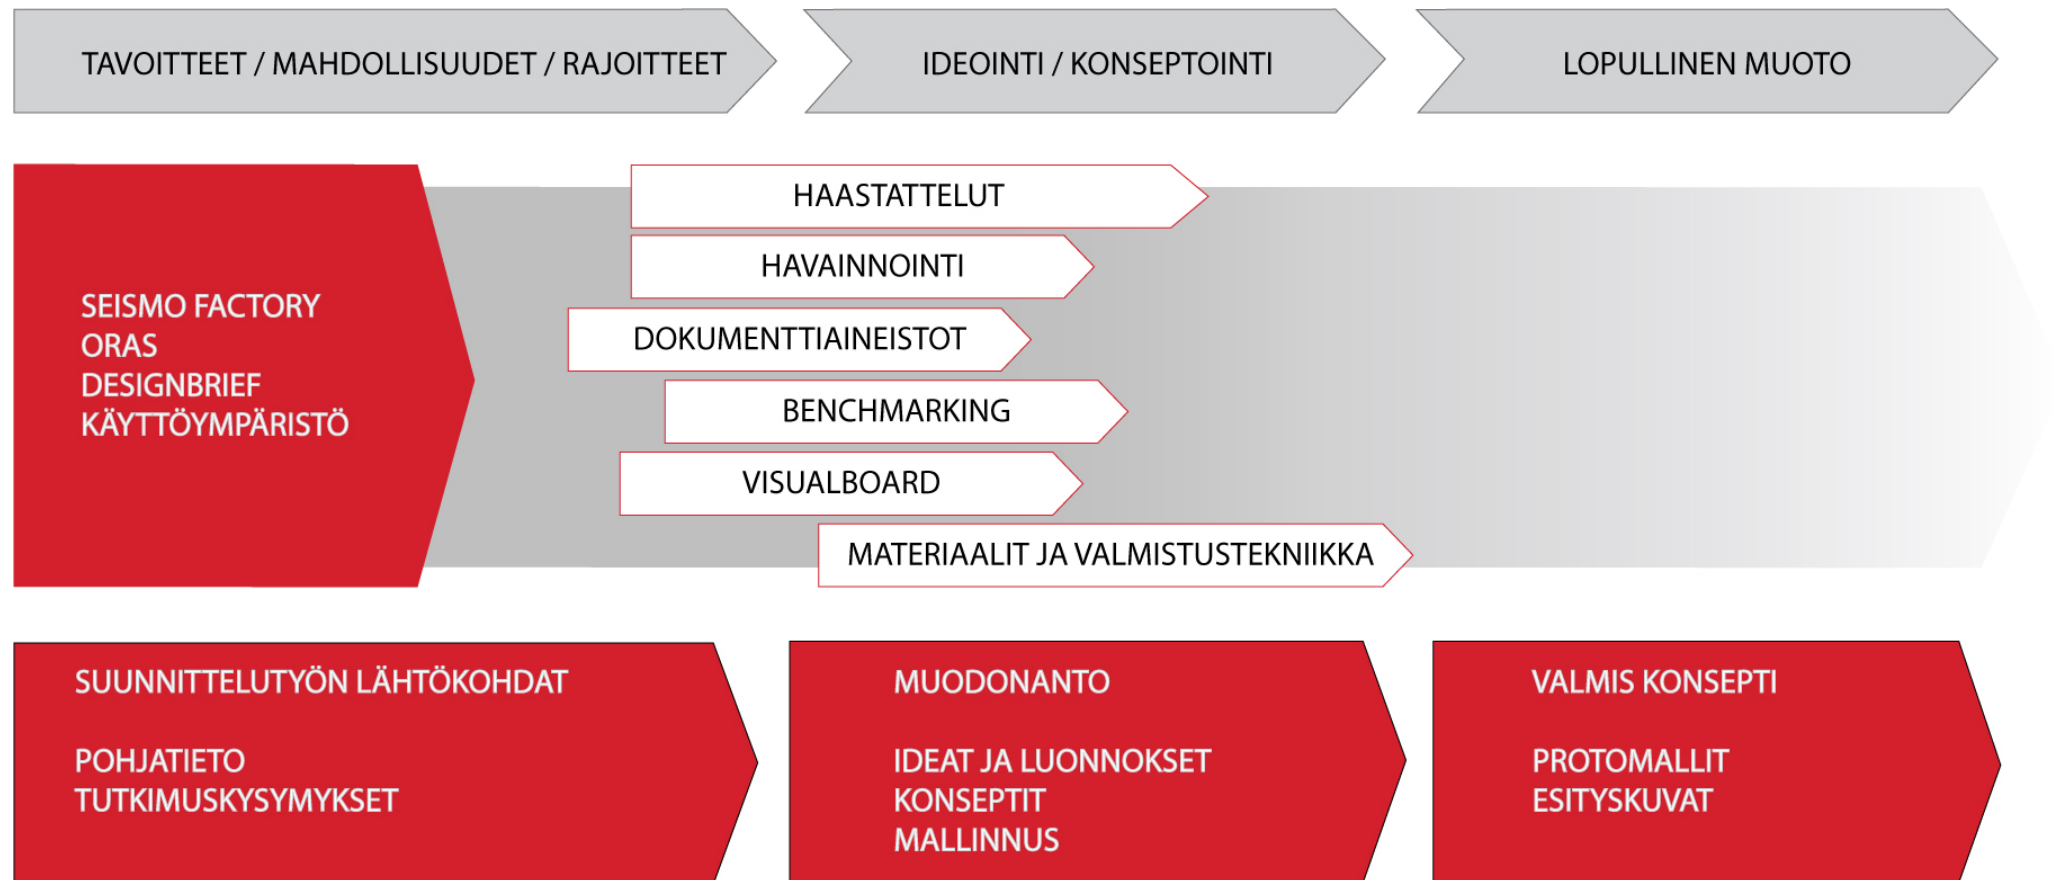 TAVOITTEET / MAHDOLLISUUDET / RAJOITTEET
IDEOINTI / KONSEPTOINTI
LOPULLINEN MUOTO
SEISMO FACTORY
ORAS
DESIGNBRIEF
KÄYTTÖYMPÄRISTÖ
HAASTATTELUT
HAVAINNOINTI
DOKUMENTTIAINEISTOT
BENCHMARKING
VISUALBOARD
MATERIAALIT JA VALMISTUSTEKNIIKKA
SUUNNITTELUTYÖN LÄHTÖKOHDAT
POHJATIETO
TUTKIMUSKYSYMYKSET
MUODONANTO
IDEAT JA LUONNOKSET
KONSEPTIT
MALLINNUS
VALMIS KONSEPTI
PROTOMALLIT
ESITYSKUVAT